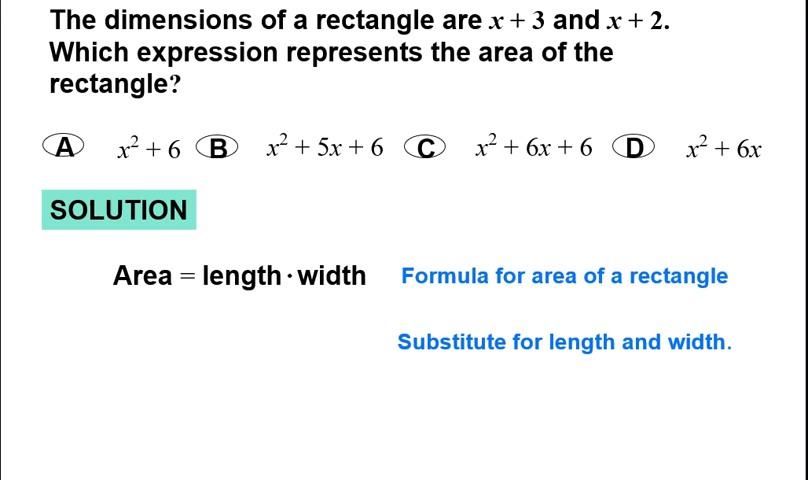 The dimensions of a rectangle are x + 3 and x + 2.
Which expression represents the area of the
rectangle?
A x² + 6 B x² + 5x + 6 C x² + 6x + 6 D x² + 6x
SOLUTION
Area = length · width Formula for area of a rectangle
Substitute for length and width.